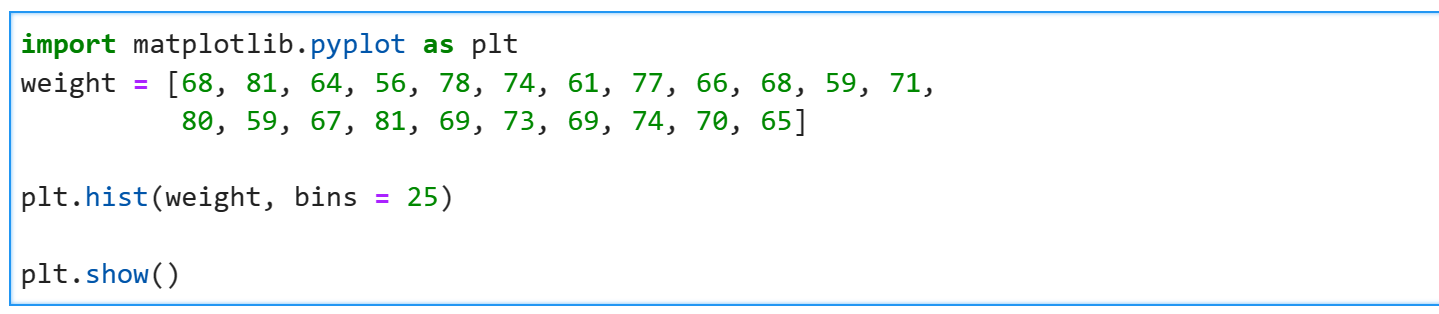 import matplotlib.pyplot as plt
weight = [68, 81, 64, 56, 78, 74, 61, 77, 66, 68, 59, 71,
          80, 59, 67, 81, 69, 73, 69, 74, 70, 65]
plt.hist(weight, bins = 25)
plt.show()